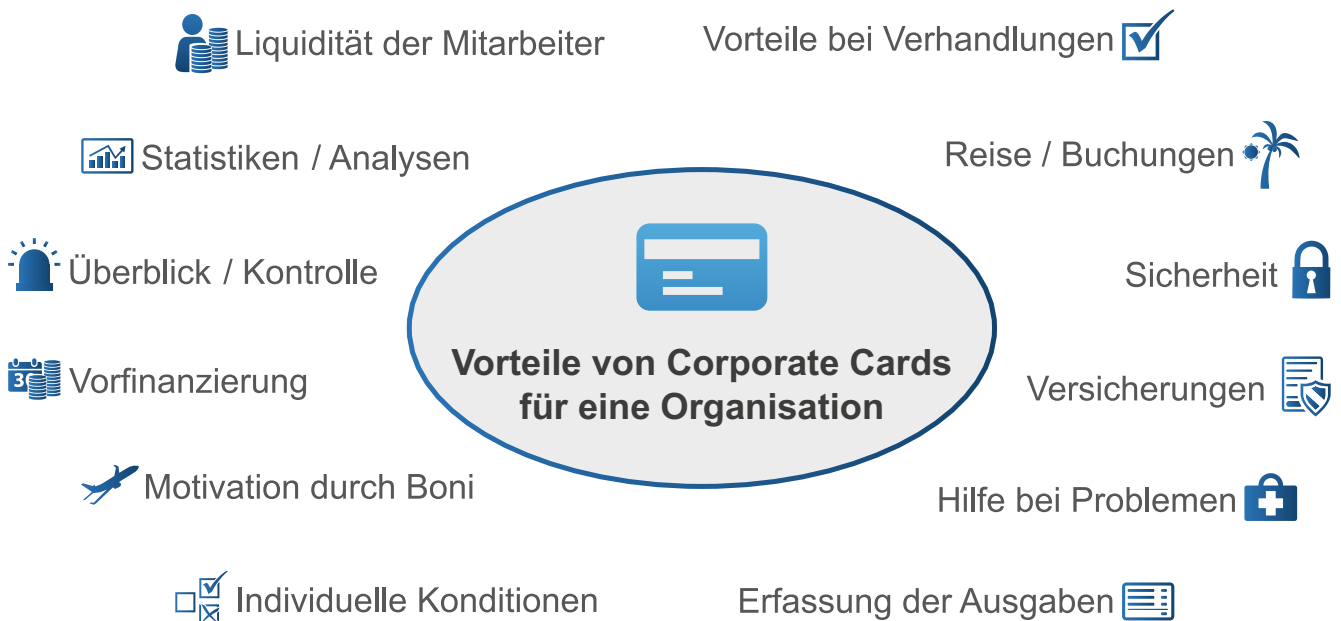 Liquidität der Mitarbeiter
Vorteile bei Verhandlungen
Statistiken / Analysen
Reise / Buchungen
Überblick / Kontrolle
Sicherheit
Vorteile von Corporate Cards
für eine Organisation
30
Vorfinanzierung
Versicherungen
Motivation durch Boni
Hilfe bei Problemen
Individuelle Konditionen
Erfassung der Ausgaben